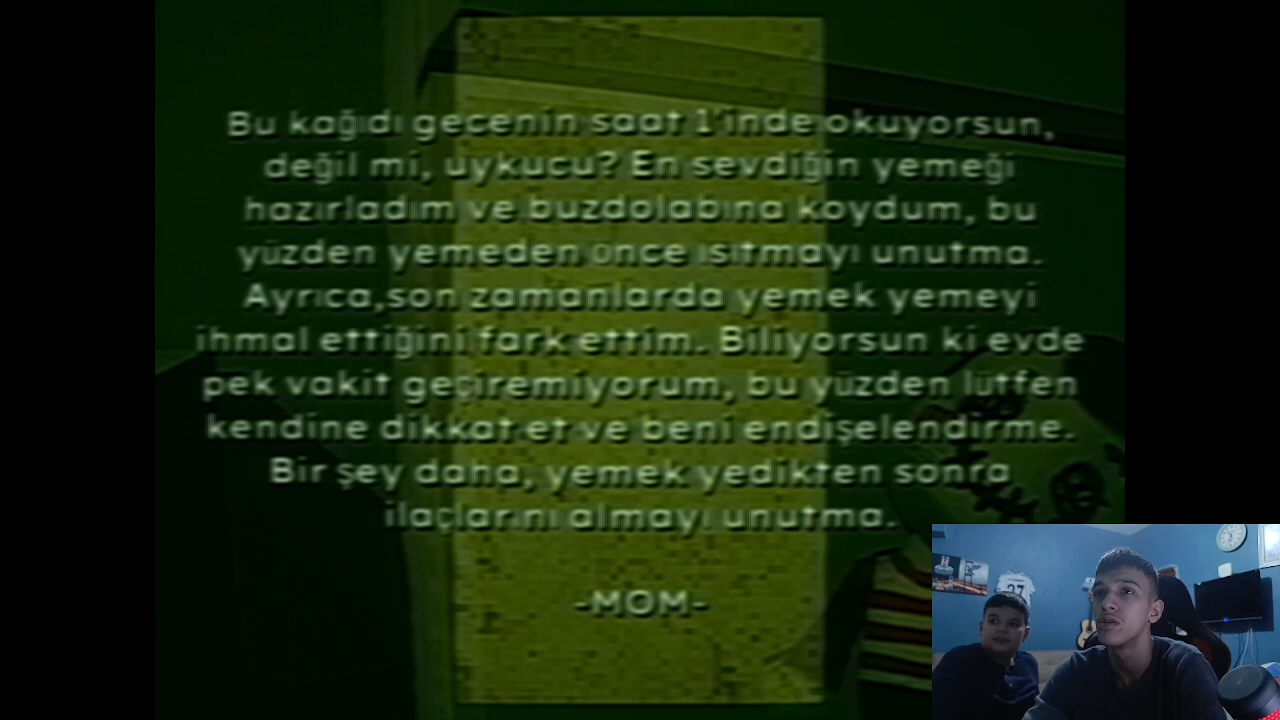 Bu kağıdı gecenin saat 1'inde okuyorsun,
değil mi, uykucu? En sevdiğin yemeği
hazırladım ve buzdolabına koydum, bu
yüzden yemeden önce ısıtmayı unutma.
Ayrıca,son zamanlarda yemek yemeyi
ihmal ettiğini fark ettim. Biliyorsun ki evde
pek vakit geçiremiyorum, bu yüzden lütfen
kendine dikkat et ve beni endişelendirme.
Bir şey daha, yemek yedikten sonra
ilaçlarını almayı unutma.
-MOM-
27